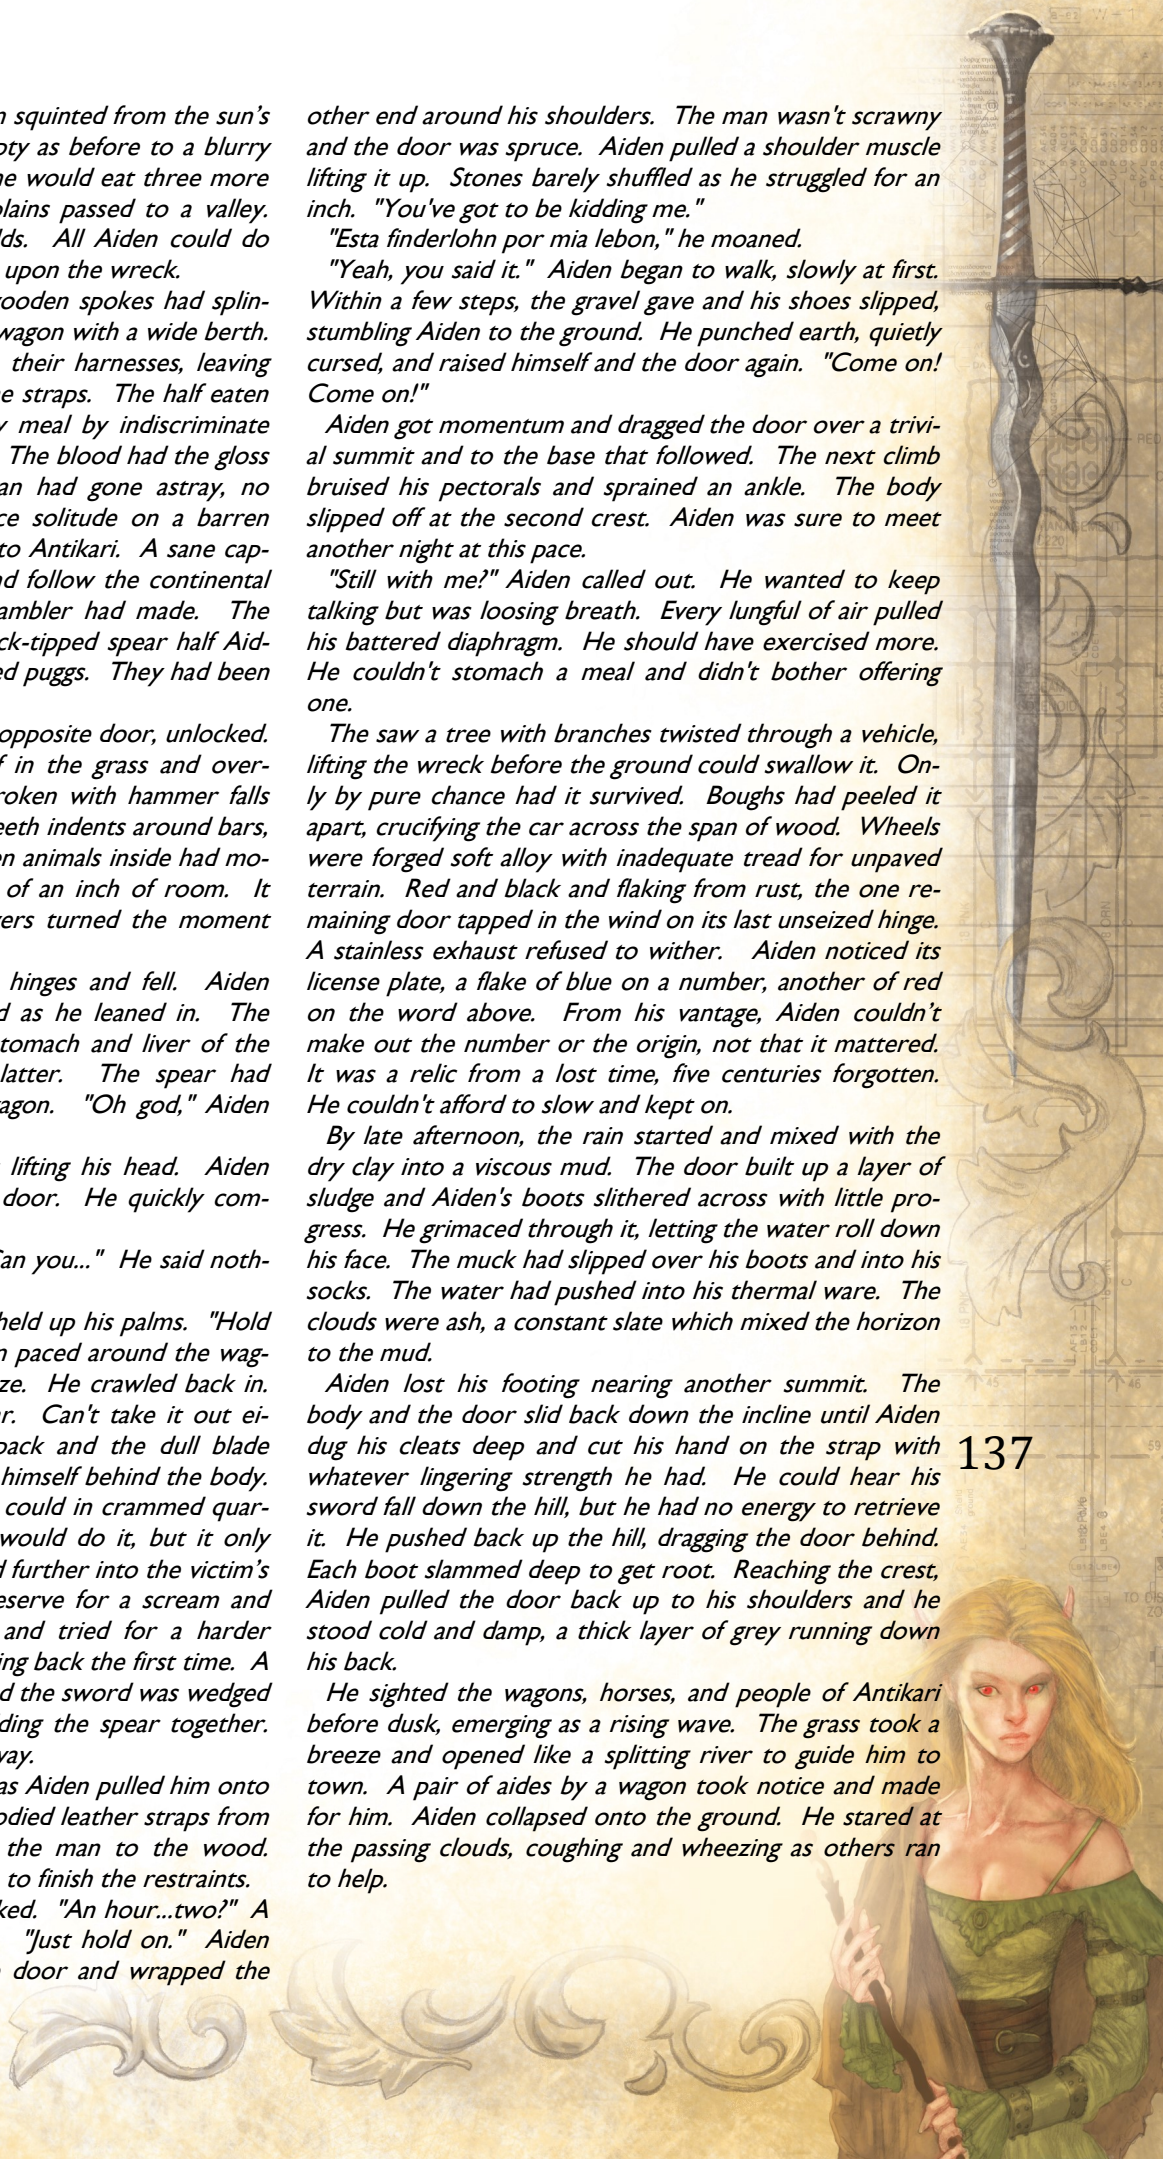 squinted from the sun's
as before to a blurry
he would eat three more
plains passed to a valley.
All Aiden could do
upon the wreck.
wooden spokes had splin-
wagon with a wide berth.
their harnesses, leaving
straps. The half eaten
meal by indiscriminate
The blood had the gloss
had gone astray, no
solitude on a barren
to Antikari. A sane cap-
follow the continental
had made. The
spear half Aid-
puggs. They had been
opposite door, unlocked.
in the grass and over-
broken with hammer falls
indents around bars,
animals inside had mo-
of an inch of room. It
turned the moment
hinges and fell. Aiden
as he leaned in. The
stomach and liver of the
The spear had
wagon. "Oh god," Aiden
lifting his head. Aiden
door. He quickly com-
you..." He said noth-
held up his palms. "Hold
paced around the wag-
He crawled back in.
Can't take it out ei-
and the dull blade
himself behind the body.
could in crammed quar-
would do it, but it only
further into the victim's
for a scream and
and tried for a harder
back the first time. A
the sword was wedged
the spear together.
as Aiden pulled him onto
leather straps from
the man to the wood.
to finish the restraints.
"An hour...two?" A
"Just hold on." Aiden
door and wrapped the
other end around his shoulders. The man wasn't scrawny
and the door was spruce. Aiden pulled a shoulder muscle
lifting it up. Stones barely shuffled as he struggled for an
inch. "You've got to be kidding me."
"Esta finderlohn por mia lebon," he moaned.
"Yeah, you said it." Aiden began to walk, slowly at first.
Within a few steps, the gravel gave and his shoes slipped,
stumbling Aiden to the ground. He punched earth, quietly
cursed, and raised himself and the door again. "Come on!
Come on!"
Aiden got momentum and dragged the door over a trivi-
al summit and to the base that followed. The next climb
bruised his pectorals and sprained an ankle. The body
slipped off at the second crest. Aiden was sure to meet
another night at this pace.
"Still with me?" Aiden called out. He wanted to keep
talking but was loosing breath. Every lungful of air pulled
his battered diaphragm. He should have exercised more.
He couldn't stomach a meal and didn't bother offering
one.
The saw a tree with branches twisted through a vehicle,
lifting the wreck before the ground could swallow it. On-
ly by pure chance had it survived. Boughs had peeled it
apart, crucifying the car across the span of wood. Wheels
were forged soft alloy with inadequate tread for unpaved
terrain. Red and black and flaking from rust, the one re-
maining door tapped in the wind on its last unseized hinge.
A stainless exhaust refused to wither. Aiden noticed its
license plate, a flake of blue on a number, another of red
on the word above. From his vantage, Aiden couldn't
make out the number or the origin, not that it mattered.
It was a relic from a lost time, five centuries forgotten.
He couldn't afford to slow and kept on.
By late afternoon, the rain started and mixed with the
dry clay into a viscous mud. The door built up a layer of
sludge and Aiden's boots slithered across with little pro-
gress. He grimaced through it, letting the water roll down
his face. The muck had slipped over his boots and into his
socks. The water had pushed into his thermal ware. The
clouds were ash, a constant slate which mixed the horizon
to the mud.
Aiden lost his footing nearing another summit. The
body and the door slid back down the incline until Aiden
dug his cleats deep and cut his hand on the strap with
whatever lingering strength he had. He could hear his
sword fall down the hill, but he had no energy to retrieve
it. He pushed back up the hill, dragging the door behind.
Each boot slammed deep to get root. Reaching the crest,
Aiden pulled the door back up to his shoulders and he
stood cold and damp, a thick layer of grey running down
his back.
He sighted the wagons, horses, and people of Antikari
before dusk, emerging as a rising wave. The grass took a
breeze and opened like a splitting river to guide him to
town. A pair of aides by a wagon took notice and made
for him. Aiden collapsed onto the ground. He stared at
the passing clouds, coughing and wheezing as others ran
to help.
137